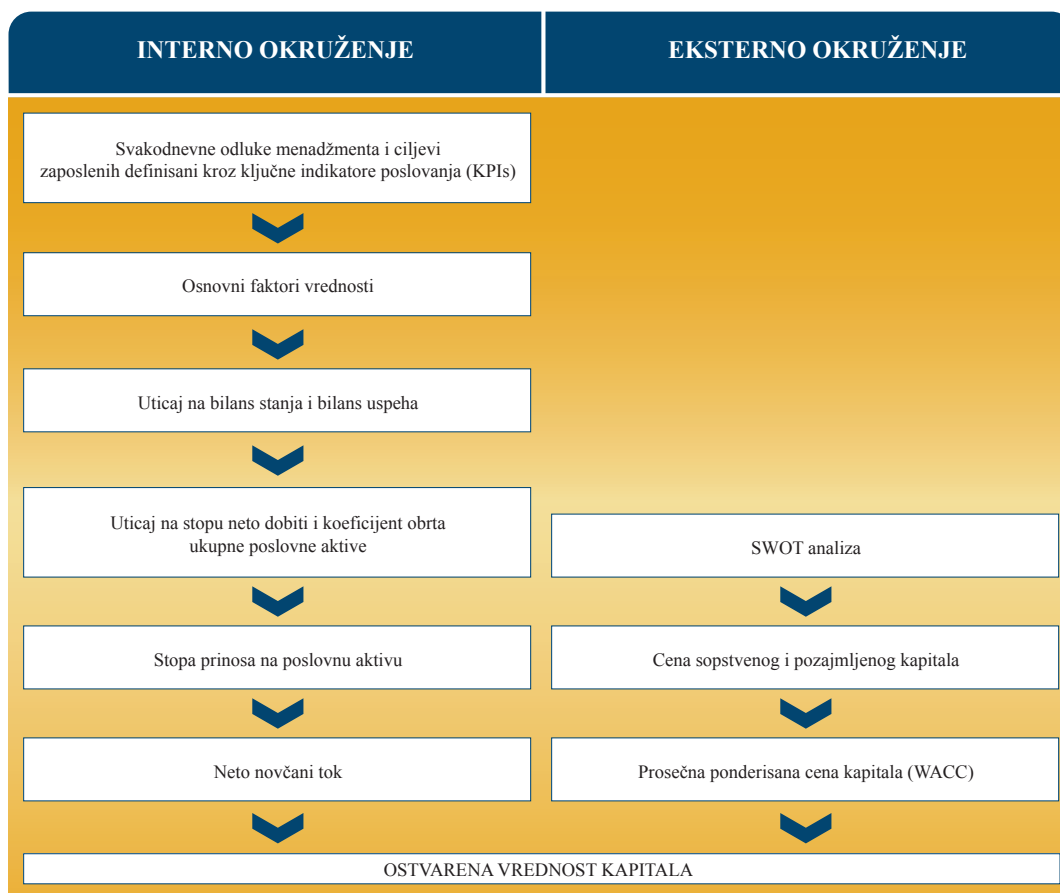 INTERNO OKRUŽENJE
EKSTERNO OKRUŽENJE
Svakodnevne odluke menadžmenta i ciljevi
zaposlenih definisani kroz ključne indikatore poslovanja (KPIs)
Osnovni faktori vrednosti
Uticaj na bilans stanja i bilans uspeha
Uticaj na stopu neto dobiti i koeficijent obrta
ukupne poslovne aktive
SWOT analiza
Stopa prinosa na poslovnu aktivu
Cena sopstvenog i pozajmljenog kapitala
Neto novčani tok
Prosečna ponderisana cena kapitala (WACC)
OSTVARENA VREDNOST KAPITALA